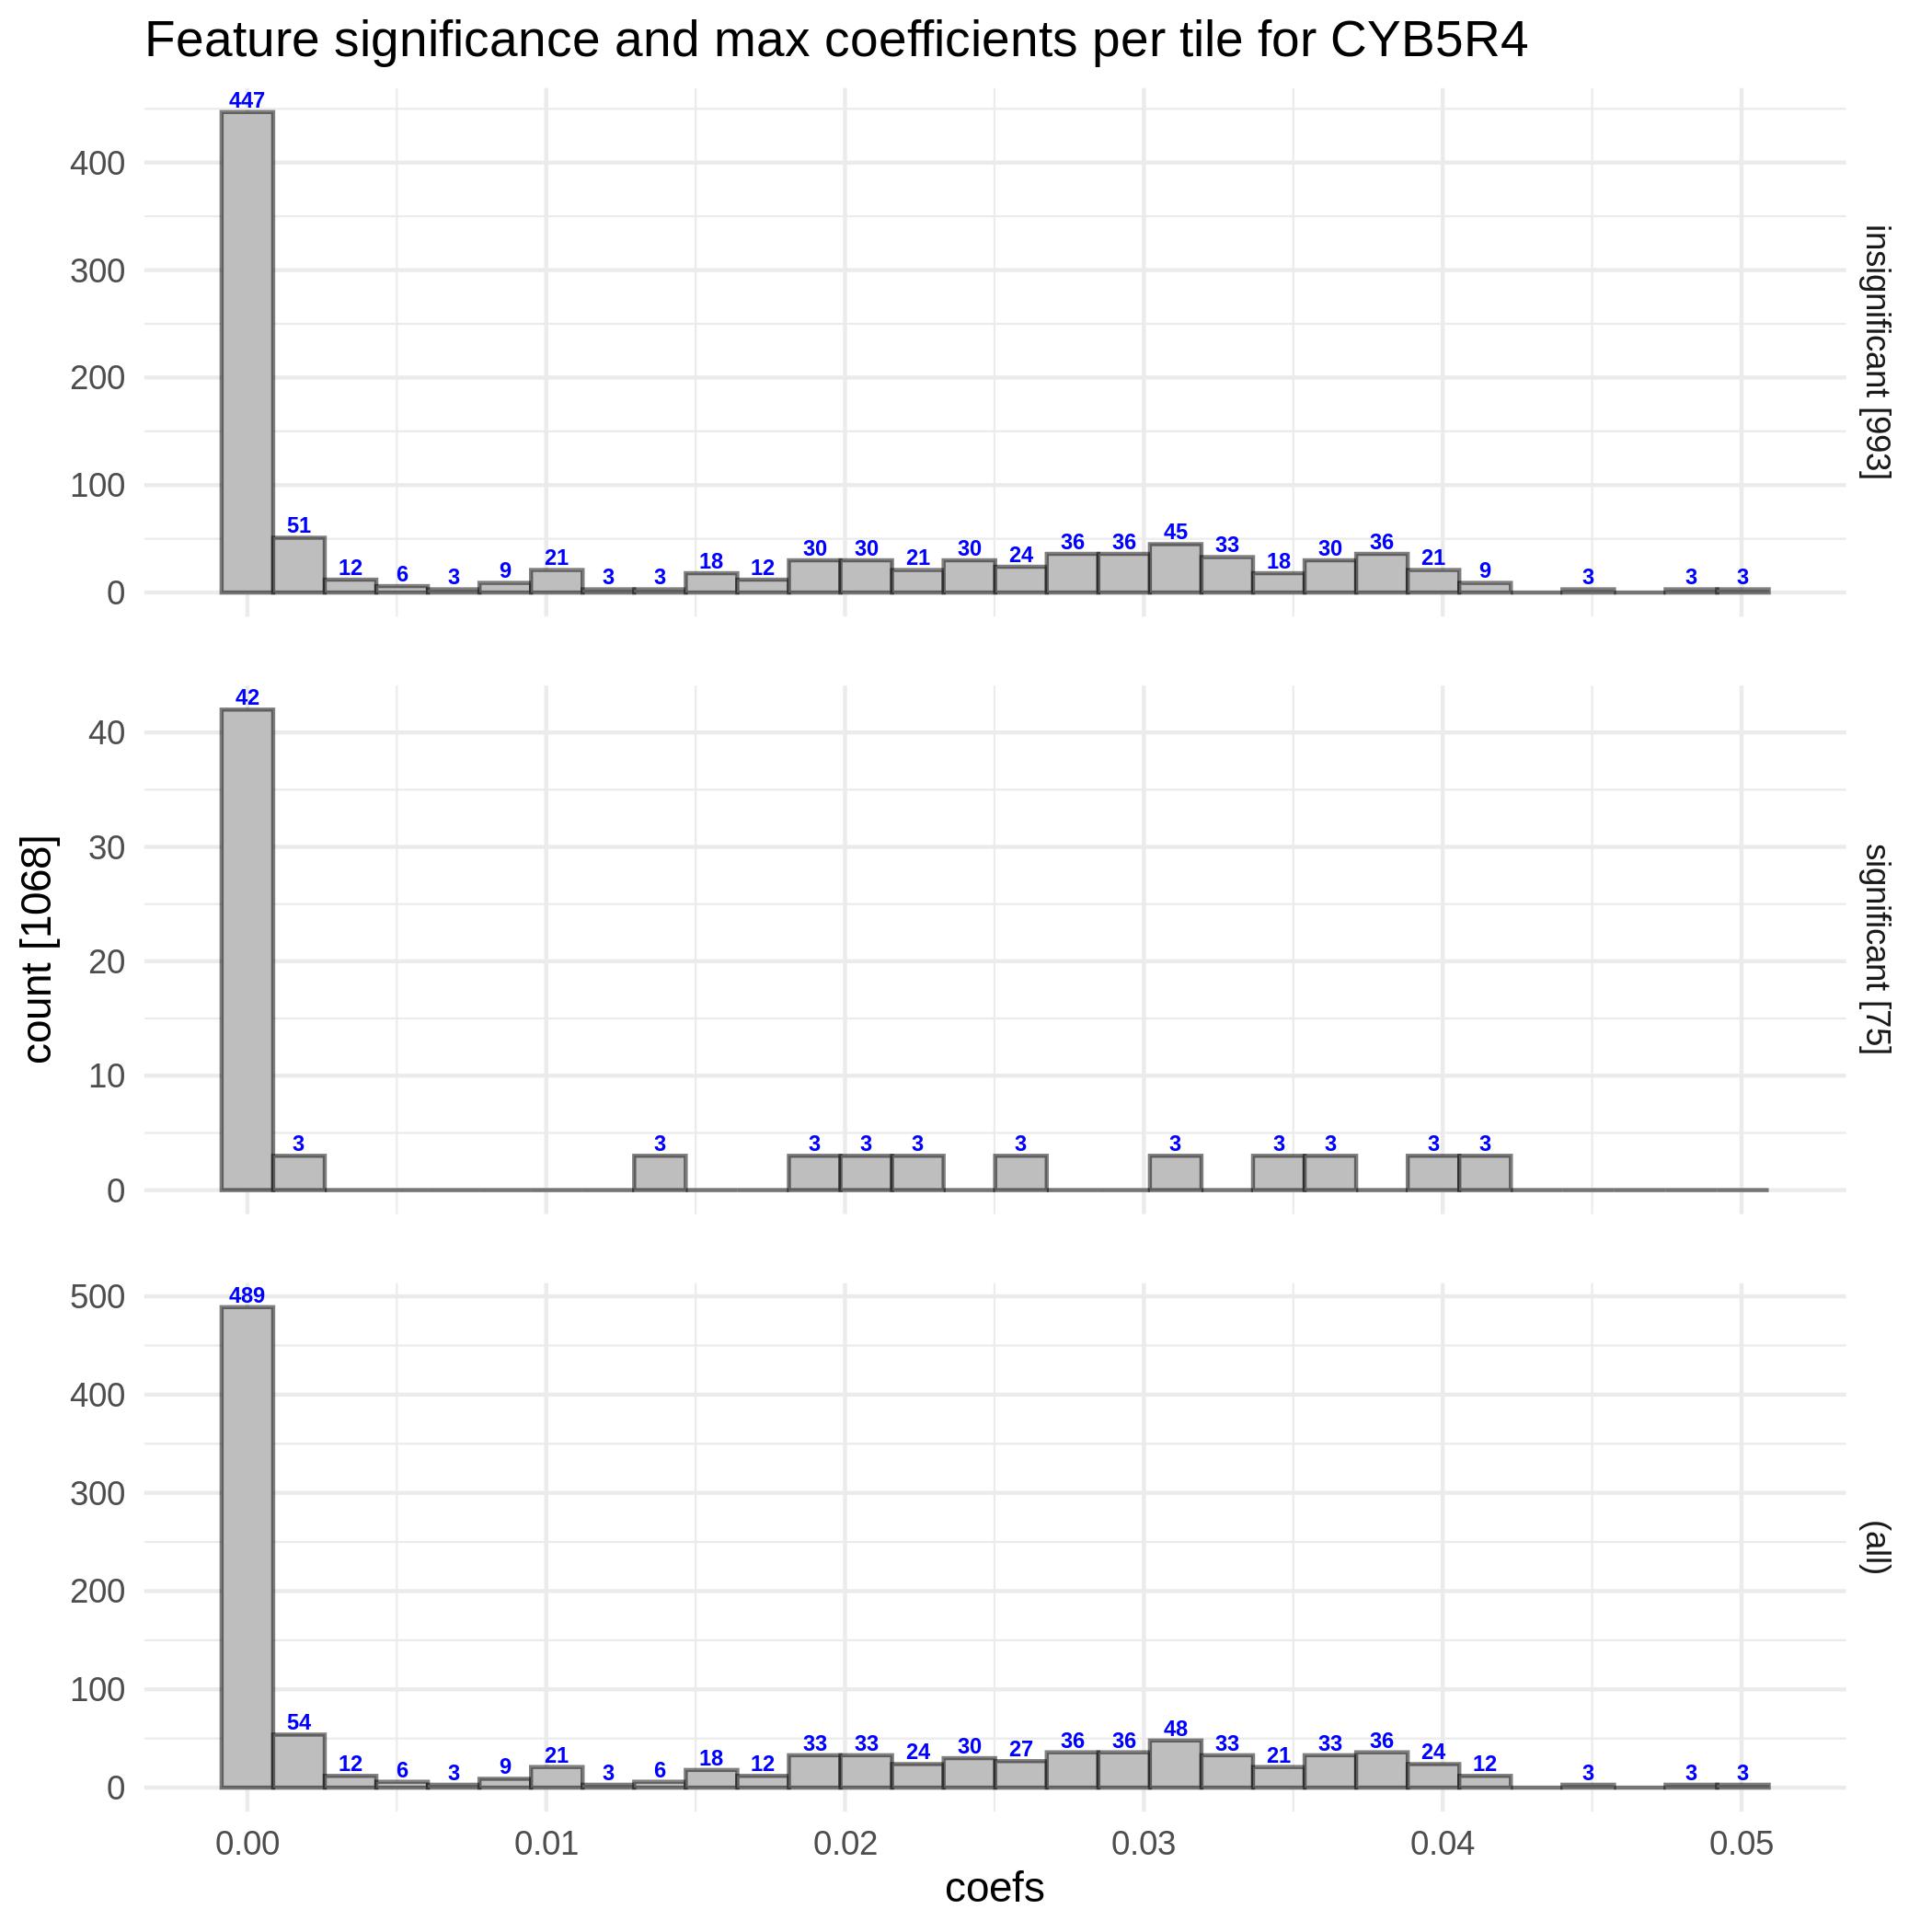 Feature significance and max coefficients per tile for CYB5R4
447
400
300
200
100
0
51 12 6 3 9 21 3 3 18 12 30 30 21 30 24 36 36 45 33 18 30 36 21 9 3 3 3
insignificant [993]
42
40
30
20
10
0
3 3 3 3 3 3 3 3 3 3 3
significant [75]
count [1068]
489
500
400
300
200
100
0
54 12 6 3 9 21 3 6 18 12 33 33 24 30 27 36 36 48 33 21 33 36 24 12 3 3 3
(all)
0.00 0.01 0.02 0.03 0.04 0.05
coefs